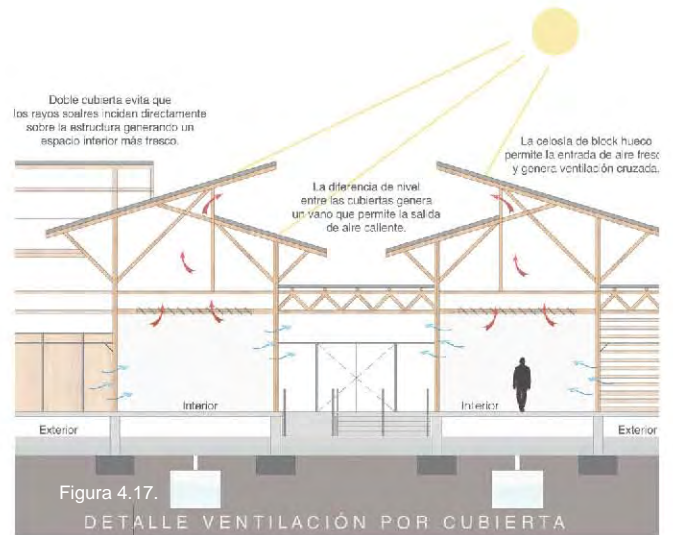 Doble cubierta evita que
los rayos soalres incidan directamente
sobre la estructura generando un
espacio interior más fresco.
La celosía de block hueco
permite la entrada de aire fresc
y genera ventilación cruzada.
La diferencia de nivel
entre las cubiertas genera
un vano que permite la salida
de aire caliente.
Interior
Interior
Exterior
Exterior
Figura 4.17.
DETALLE VENTILACIÓN POR CUBIERTA